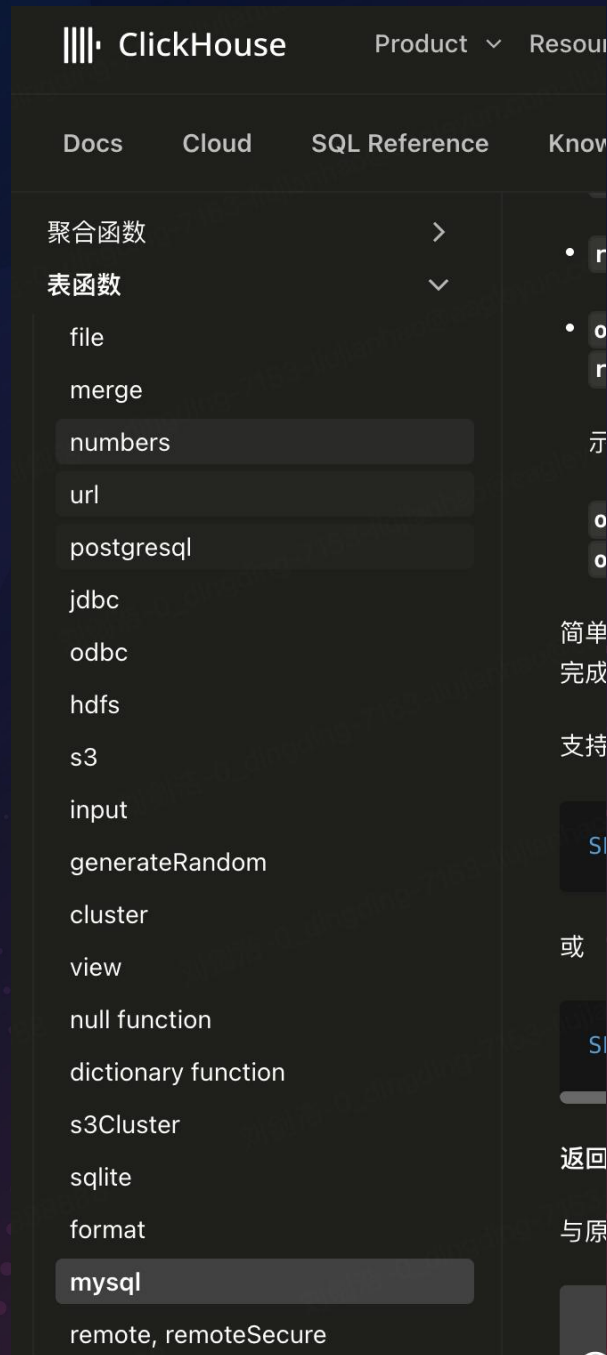 ClickHouse
Product
Docs Cloud SQL Reference
聚合函数
表函数
file
merge
numbers
url
postgresql
jdbc
odbc
hdfs
s3
input
generateRandom
cluster
view
null function
dictionary function
s3Cluster
sqlite
format
mysql
remote, remoteSecure
简单
完成
支持
或
返回
与原